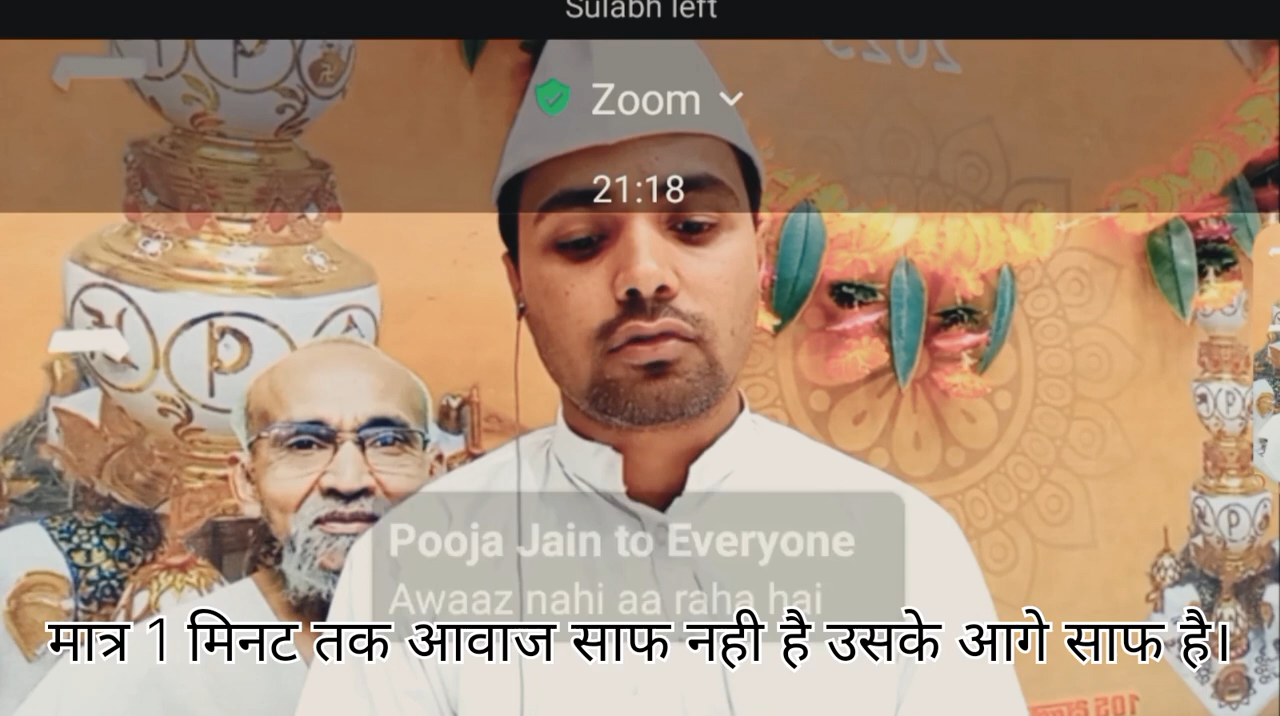 Sulabh left
Zoom
21:18
2025
Pooja Jain to Everyone
Awaaz nahi aa raha hai
मात्र 1 मिनट तक आवाज साफ नही है उसके आगे साफ है।